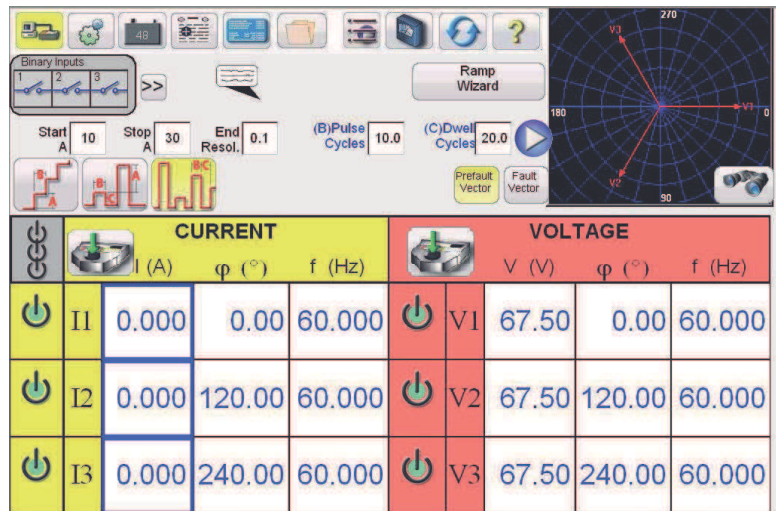 48
?
270
V3
Binary Inputs
1 2 3
>>
Ramp
Wizard
180
V1
0
Start
A
10
Stop
A
30
End
Resol.
0.1
(B)Pulse
Cycles
10.0
(C)Dwell
Cycles
20.0
B
A
B
A
B C
Prefault
Vector
Fault
Vector
V2
90
CURRENT
VOLTAGE
I (A) φ (°) f (Hz)
V (V) φ (°) f (Hz)
I1 0.000 0.00 60.000 V1 67.50 0.00 60.000
I2 0.000 120.00 60.000 V2 67.50 120.00 60.000
I3 0.000 240.00 60.000 V3 67.50 240.00 60.000